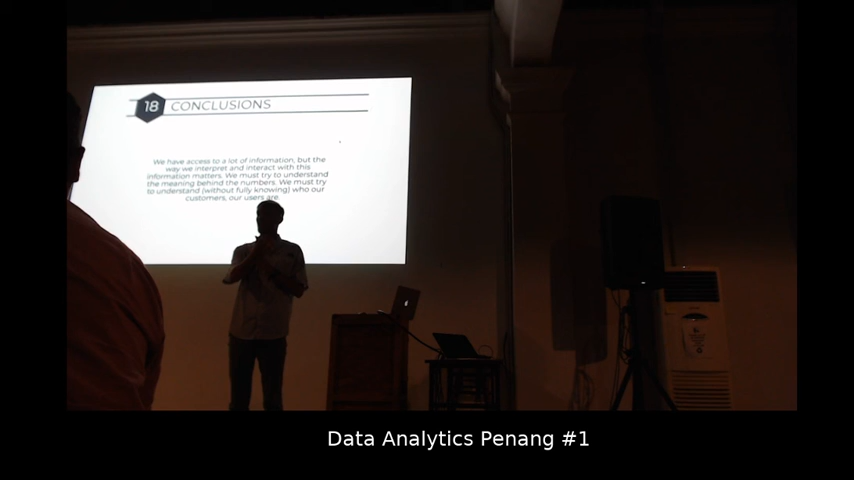 18 CONCLUSIONS
We have access to a lot of information, but the
way we interpret and interact with this
information matters. We must try to understand
the meaning behind the numbers. We must try
to understand (without fully knowing) who our
customers, our users are.
Data Analytics Penang #1